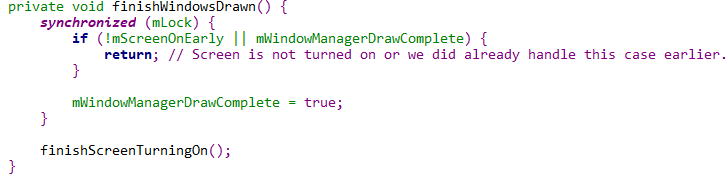 private void finishWindowsDrawn() {
    synchronized (mLock) {
        if (!mScreenOnEarly || mWindowManagerDrawComplete) {
            return; // Screen is not turned on or we did already handle this case earlier.
        }

        mWindowManagerDrawComplete = true;
    }

    finishScreenTurningOn();
}